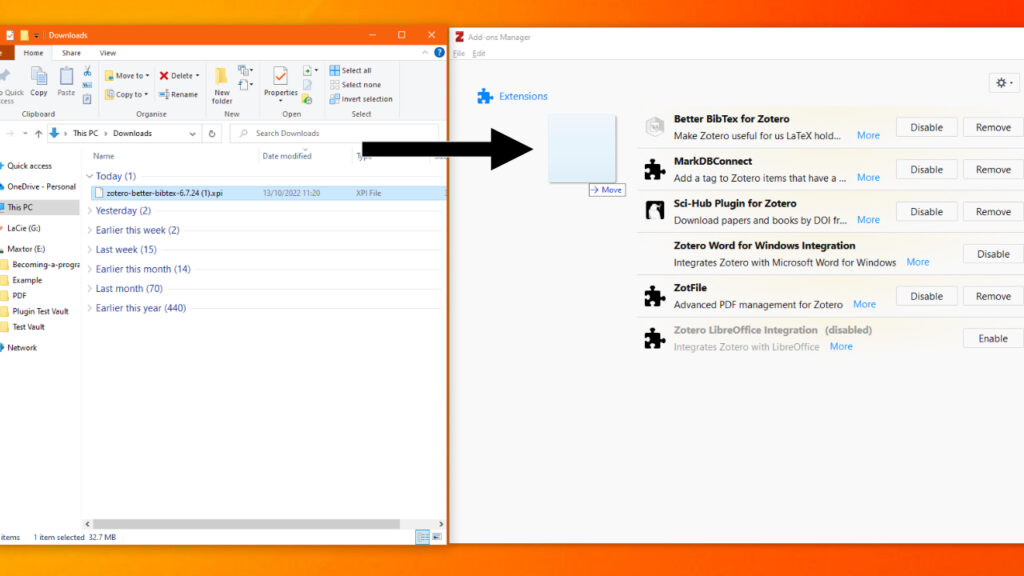 Downloads
Home Share View
Copy
Paste
Quick
cess
Clipboard
Move to
Copy to
Delete
Rename
Organise
New
folder
New
Properties
Open
Select all
Select none
Invert selection
Select
This PC > Downloads
Search Downloads
Name Date modified
Quick access
OneDrive - Personal
This PC
LaCie (G:)
Maxtor (E:)
Becoming-a-progra
Example
PDF
Plugin Test Vault
Test Vault
Network
Today (1)
zotero-better-bibtex-6.7.24 (1).xpi 13/10/2022 11:20 XPI File
Yesterday (2)
Earlier this week (2)
Last week (15)
Earlier this month (14)
Last month (70)
Earlier this year (440)
items 1 item selected 32.7 MB
Z Add-ons Manager
File Edit
Extensions
Move
Better BibTex for Zotero
Make Zotero useful for us LaTeX hold... More Disable Remove
MarkDBConnect
Add a tag to Zotero items that have a ... More Disable Remove
Sci-Hub Plugin for Zotero
Download papers and books by DOI fr... More Disable Remove
Zotero Word for Windows Integration
Integrates Zotero with Microsoft Word for Windows More Disable
ZotFile
Advanced PDF management for Zotero More Disable Remove
Zotero LibreOffice Integration (disabled)
Integrates Zotero with LibreOffice More Enable